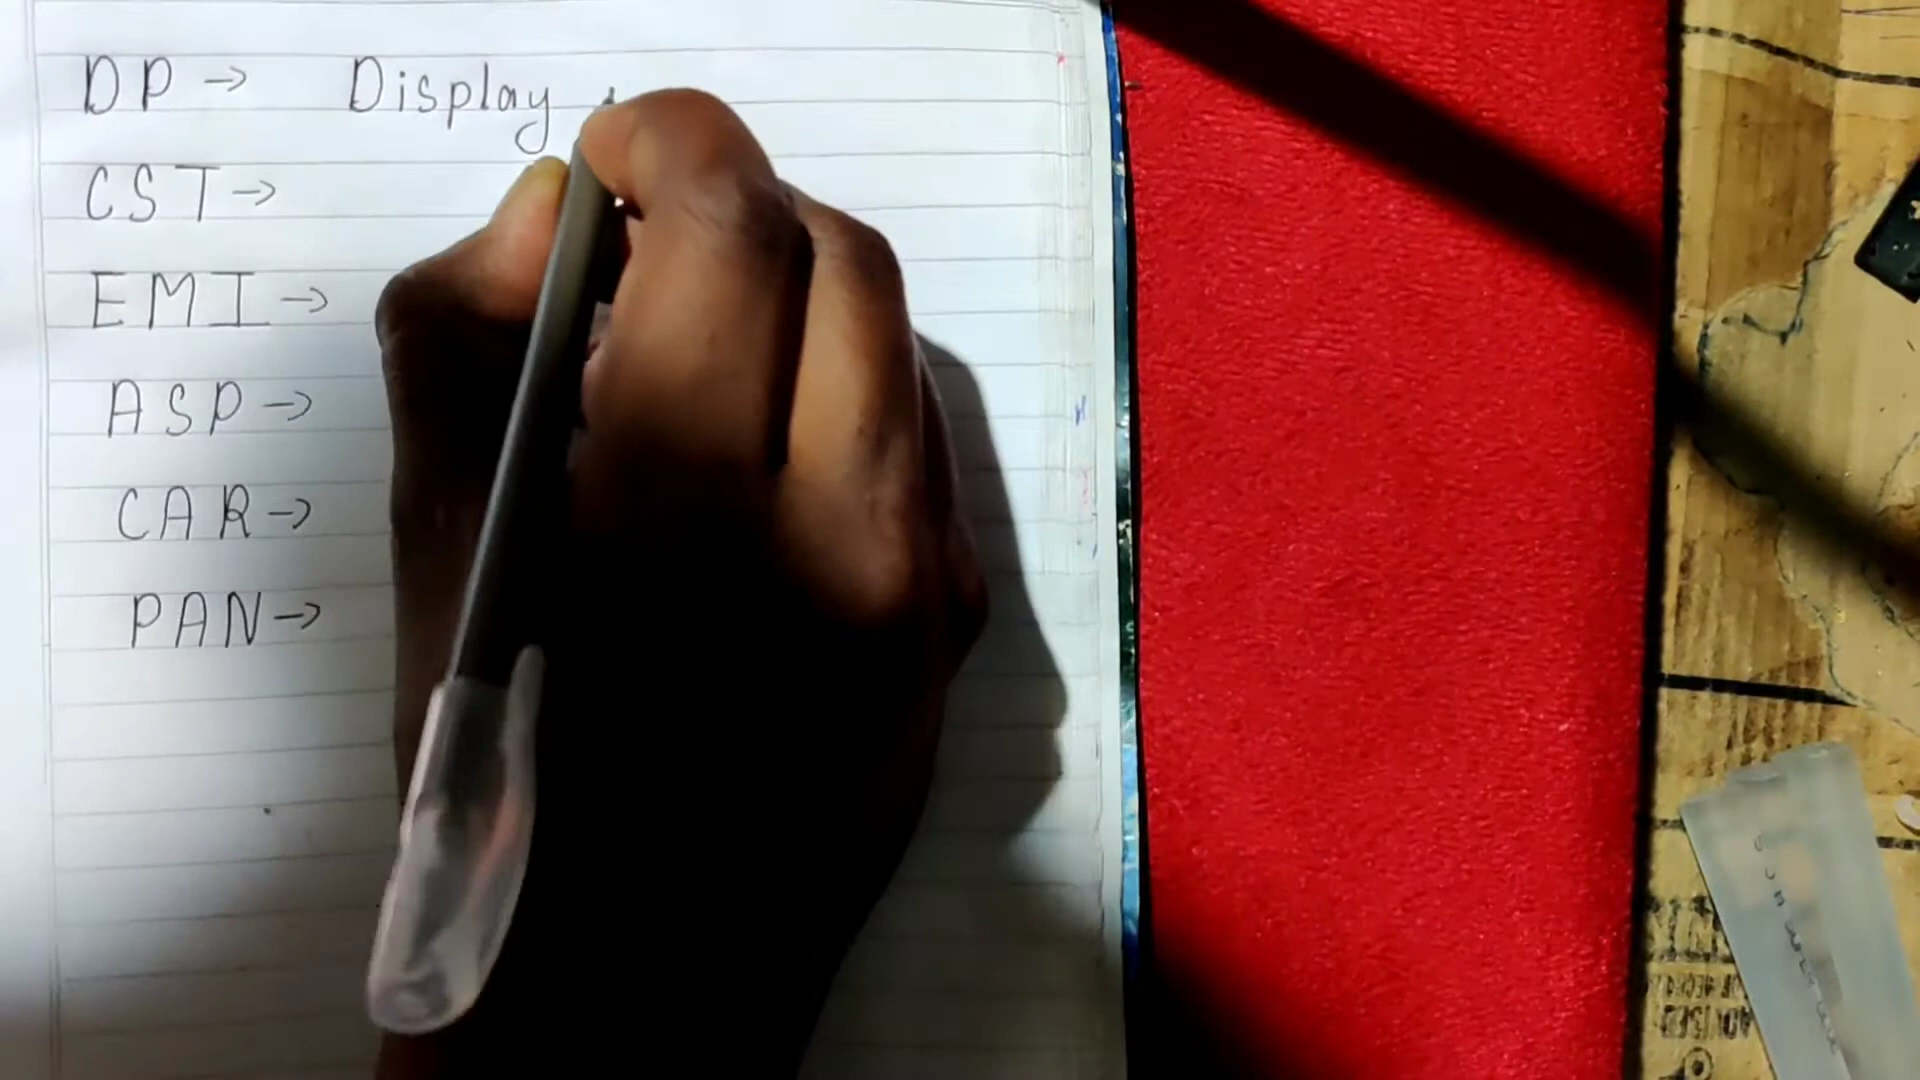 DP → Display
CST →
EMI →
ASP →
CAR →
PAN →